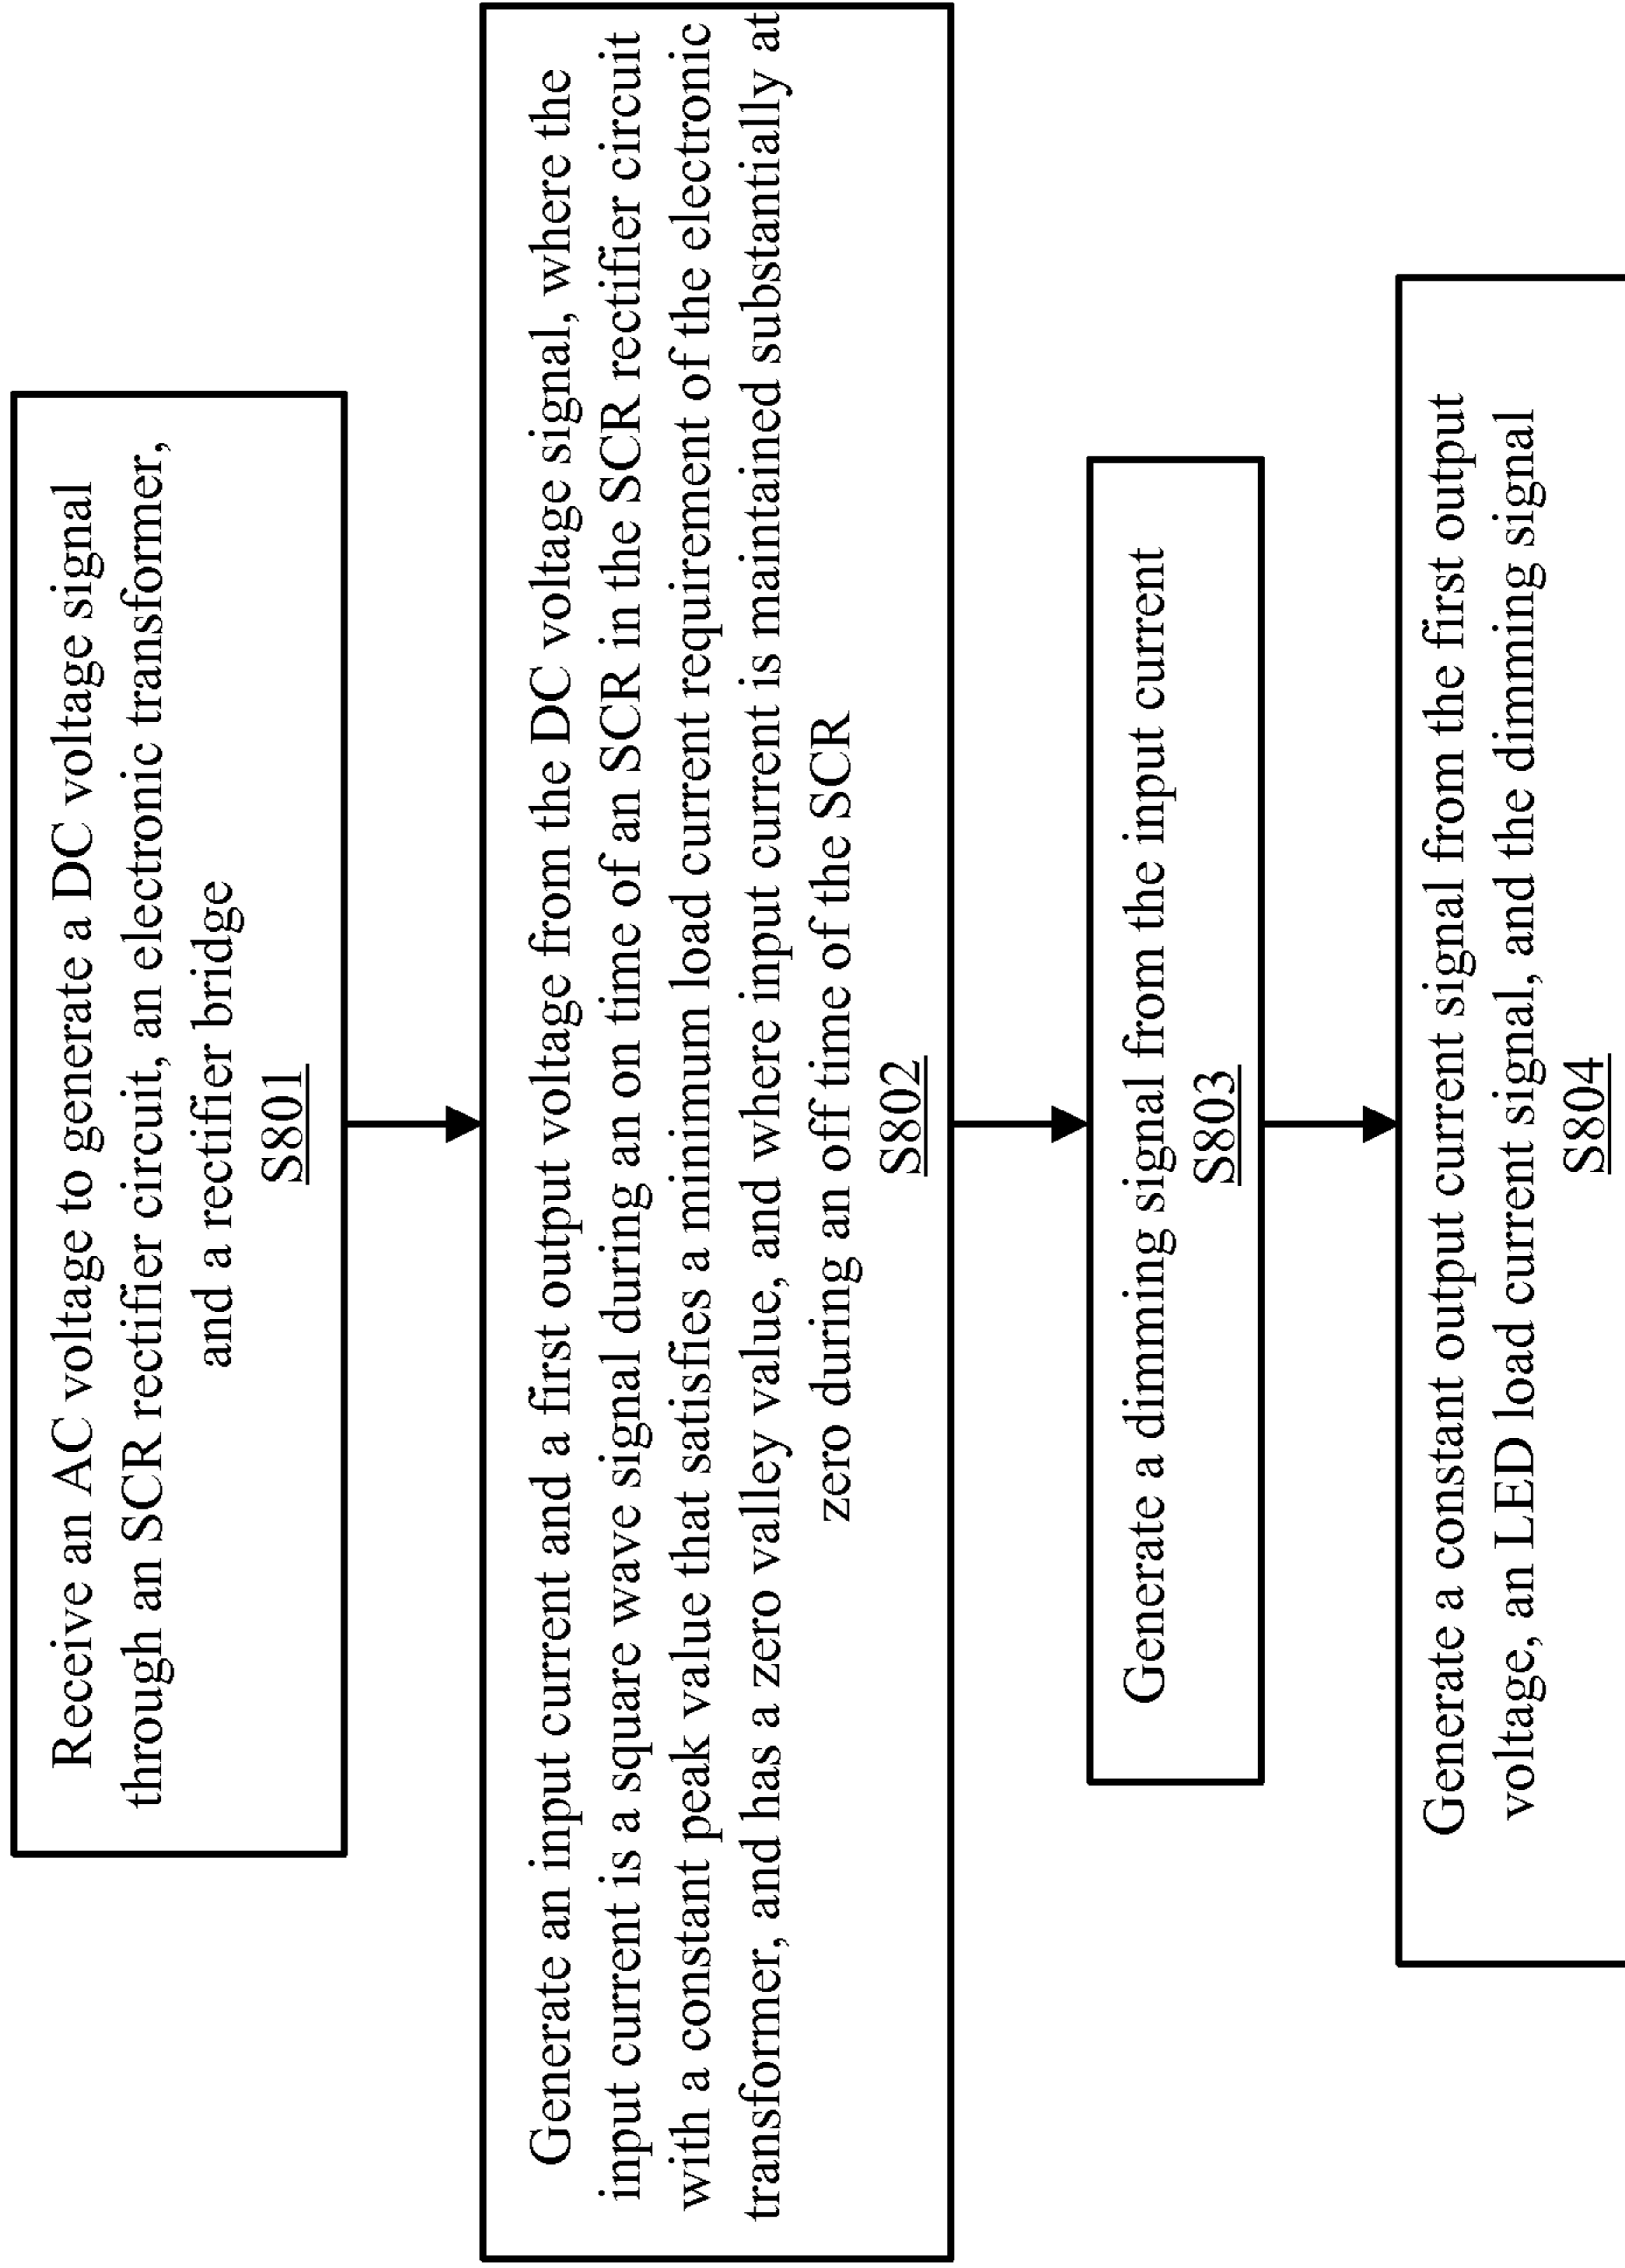 Receive an AC voltage to generate a DC voltage signal
through an SCR rectifier circuit, an electronic transformer,
and a rectifier bridge
S801
Generate an input current and a first output voltage from the DC voltage signal, where the
input current is a square wave signal during an on time of an SCR in the SCR rectifier circuit
with a constant peak value that satisfies a minimum load current requirement of the electronic
transformer, and has a zero valley value, and where input current is maintained substantially at
zero during an off time of the SCR
S802
Generate a dimming signal from the input current
S803
Generate a constant output current signal from the first output
voltage, an LED load current signal, and the dimming signal
S804